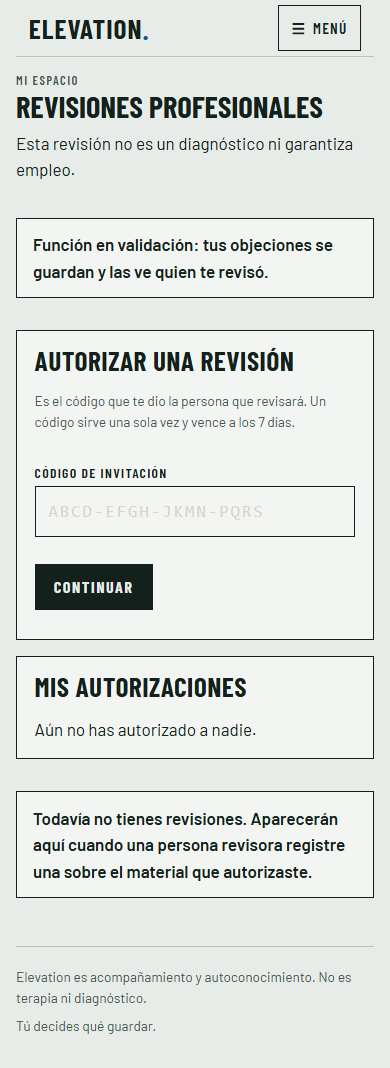 ELEVATION.
☰ MENÚ
MI ESPACIO
REVISIONES PROFESIONALES
Esta revisión no es un diagnóstico ni garantiza
empleo.
Función en validación: tus objeciones se
guardan y las ve quien te revisó.
AUTORIZAR UNA REVISIÓN
Es el código que te dio la persona que revisará. Un
código sirve una sola vez y vence a los 7 días.
CÓDIGO DE INVITACIÓN
ABCD-EFGH-JKMN-PQRS
CONTINUAR
MIS AUTORIZACIONES
Aún no has autorizado a nadie.
Todavía no tienes revisiones. Aparecerán
aquí cuando una persona revisora registre
una sobre el material que autorizaste.
Elevation es acompañamiento y autoconocimiento. No es
terapia ni diagnóstico.
Tú decides qué guardar.